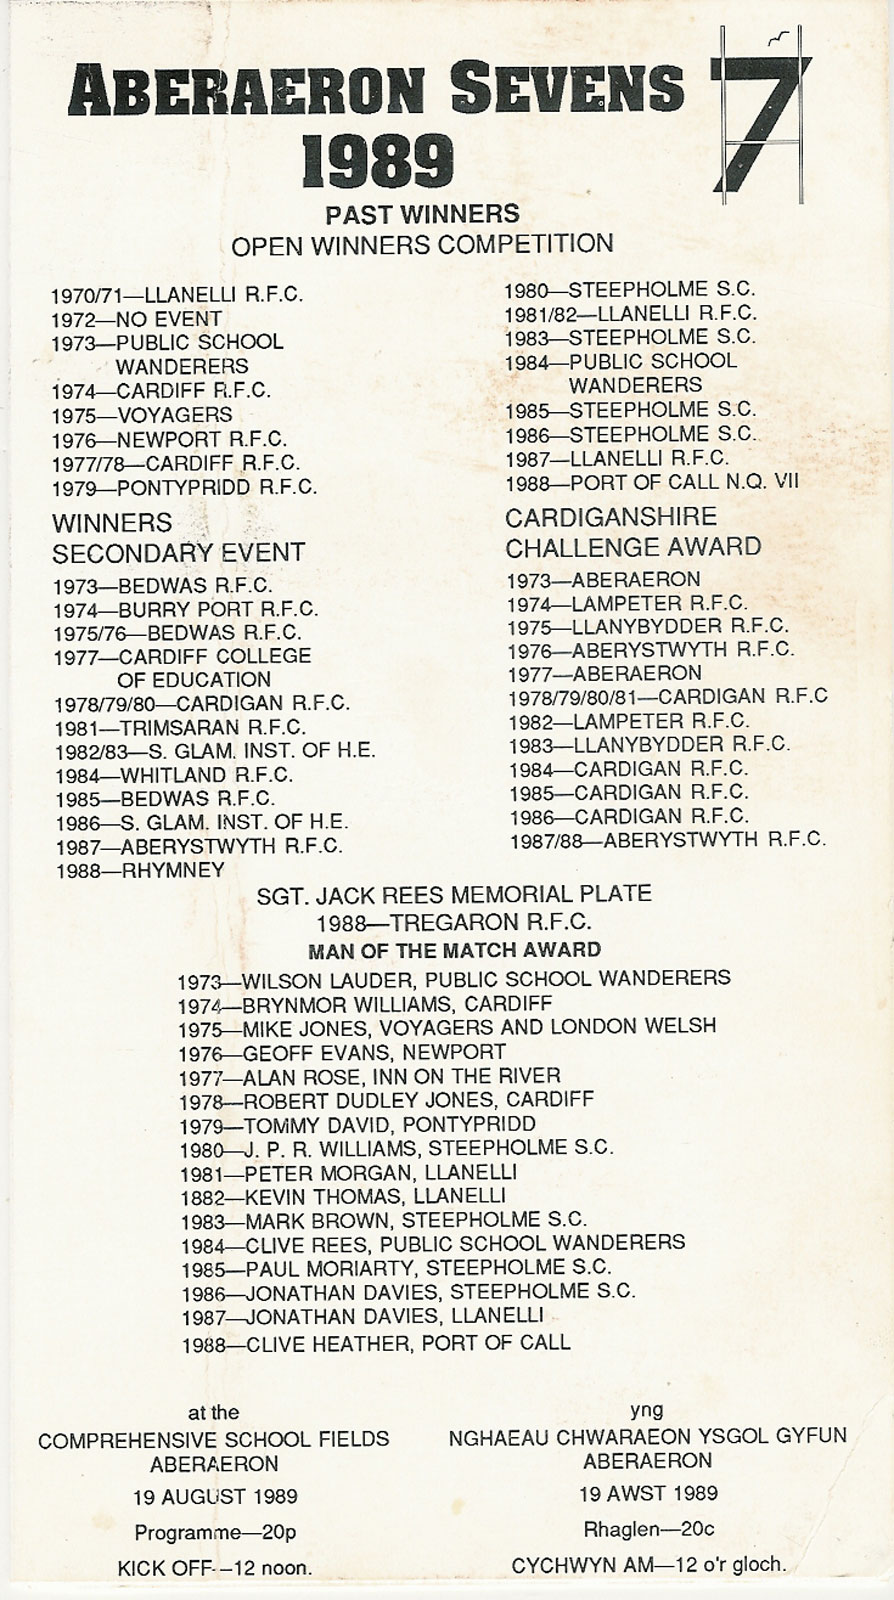 ABERAERON SEVENS
1989
7
PAST WINNERS
OPEN WINNERS COMPETITION
1970/71—LLANELLI R.F.C.
1972—NO EVENT
1973—PUBLIC SCHOOL
WANDERERS
1974—CARDIFF R.F.C.
1975—VOYAGERS
1976—NEWPORT R.F.C.
1977/78—CARDIFF R.F.C.
1979—PONTYPRIDD R.F.C.
1980—STEEPHOLME S.C.
1981/82—LLANELLI R.F.C.
1983—STEEPHOLME S.C.
1984—PUBLIC SCHOOL
WANDERERS
1985—STEEPHOLME S.C.
1986—STEEPHOLME S.C.
1987—LLANELLI R.F.C.
1988—PORT OF CALL N.Q. VII
WINNERS
SECONDARY EVENT
1973—BEDWAS R.F.C.
1974—BURRY PORT R.F.C.
1975/76—BEDWAS R.F.C.
1977—CARDIFF COLLEGE
OF EDUCATION
1978/79/80—CARDIGAN R.F.C.
1981—TRIMSARAN R.F.C.
1982/83—S. GLAM. INST. OF H.E.
1984—WHITLAND R.F.C.
1985—BEDWAS R.F.C.
1986—S. GLAM. INST. OF H.E.
1987—ABERYSTWYTH R.F.C.
1988—RHYMNEY
CARDIGANSHIRE
CHALLENGE AWARD
1973—ABERAERON
1974—LAMPETER R.F.C.
1975—LLANYBYDDER R.F.C.
1976—ABERYSTWYTH R.F.C.
1977—ABERAERON
1978/79/80/81—CARDIGAN R.F.C
1982—LAMPETER R.F.C.
1983—LLANYBYDDER R.F.C.
1984—CARDIGAN R.F.C.
1985—CARDIGAN R.F.C.
1986—CARDIGAN R.F.C.
1987/88—ABERYSTWYTH R.F.C.
SGT. JACK REES MEMORIAL PLATE
1988—TREGARON R.F.C.
MAN OF THE MATCH AWARD
1973—WILSON LAUDER, PUBLIC SCHOOL WANDERERS
1974—BRYNMOR WILLIAMS, CARDIFF
1975—MIKE JONES, VOYAGERS AND LONDON WELSH
1976—GEOFF EVANS, NEWPORT
1977—ALAN ROSE, INN ON THE RIVER
1978—ROBERT DUDLEY JONES, CARDIFF
1979—TOMMY DAVID, PONTYPRIDD
1980—J. P. R. WILLIAMS, STEEPHOLME S.C.
1981—PETER MORGAN, LLANELLI
1882—KEVIN THOMAS, LLANELLI
1983—MARK BROWN, STEEPHOLME S.C.
1984—CLIVE REES, PUBLIC SCHOOL WANDERERS
1985—PAUL MORIARTY, STEEPHOLME S.C.
1986—JONATHAN DAVIES, STEEPHOLME S.C.
1987—JONATHAN DAVIES, LLANELLI
1988—CLIVE HEATHER, PORT OF CALL
at the
COMPREHENSIVE SCHOOL FIELDS
ABERAERON
19 AUGUST 1989
Programme—20p
KICK OFF—12 noon.
yng
NGHAEAU CHWARAEON YSGOL GYFUN
ABERAERON
19 AWST 1989
Rhaglen—20c
CYCHWYN AM—12 o'r gloch.